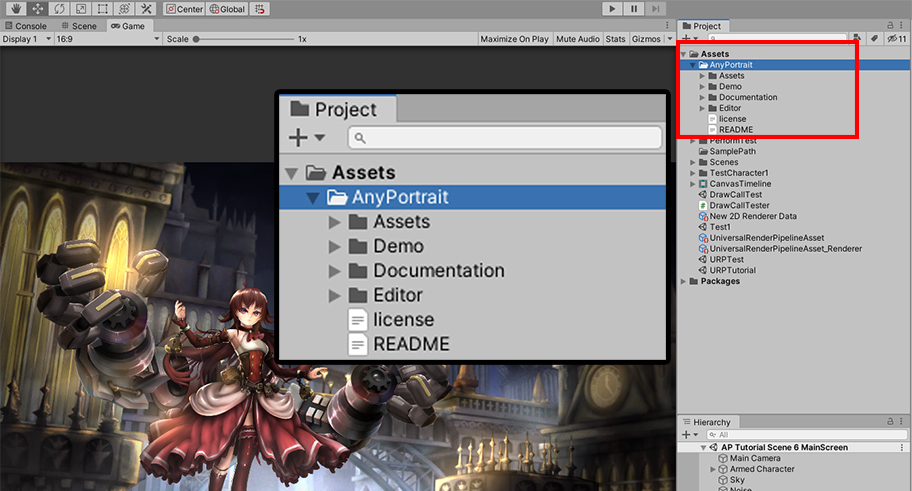 Center Global
Console Scene Game
Display 1 16:9 Scale 1x Maximize On Play Mute Audio Stats Gizmos
Project
11
Assets
AnyPortrait
Assets
Demo
Documentation
Editor
license
README
PerformTest
SamplePath
Scenes
TestCharacter1
CanvasTimeline
DrawCallTest
DrawCallTester
New 2D Renderer Data
Test1
UniversalRenderPipelineAsset
UniversalRenderPipelineAsset_Renderer
URPTest
URPTutorial
Packages
Project
Assets
AnyPortrait
Assets
Demo
Documentation
Editor
license
README
Hierarchy
All
AP Tutorial Scene 6 MainScreen
Main Camera
Armed Character
Sky
Noise